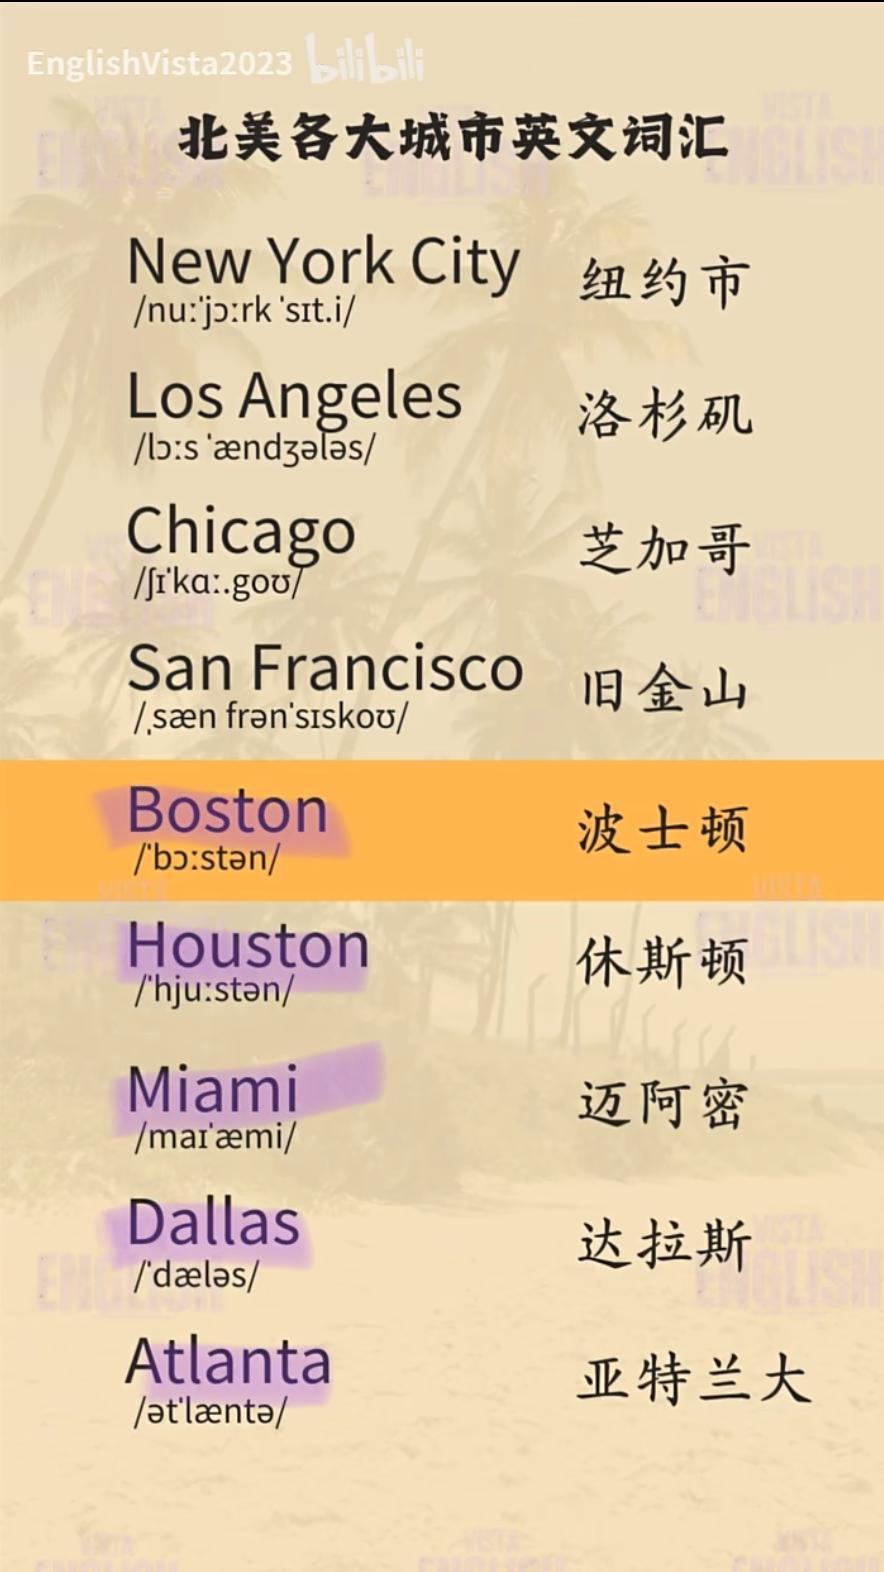 EnglishVista2023 bilibili
北美各大城市英文词汇
New York City 纽约市
/nuːˈjɔːrk ˈsɪt.i/
Los Angeles 洛杉矶
/lɔːs ˈændʒələs/
Chicago 芝加哥
/ʃɪˈkɑː.ɡoʊ/
San Francisco 旧金山
/ˌsæn frənˈsɪskoʊ/
Boston 波士顿
/ˈbɔːstən/
Houston 休斯顿
/ˈhjuːstən/
Miami 迈阿密
/maɪˈæmi/
Dallas 达拉斯
/ˈdæləs/
Atlanta 亚特兰大
/ətˈlæntə/
VISTA
ENGLISH